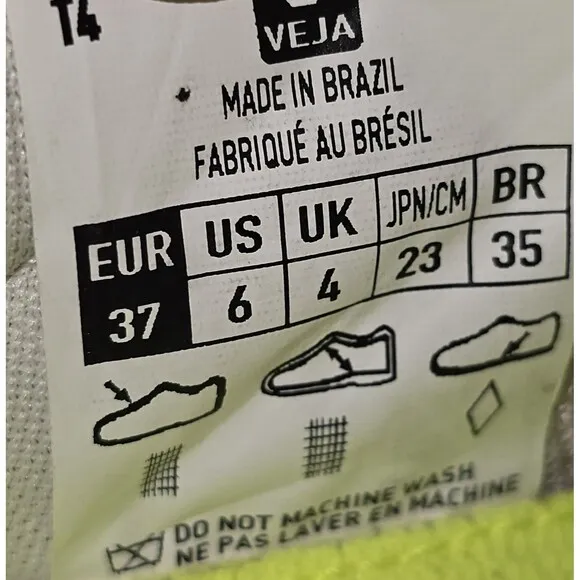 T4
VEJA
MADE IN BRAZIL
FABRIQUÉ AU BRÉSIL
EUR US UK JPN/CM BR
37 6 4 23 35
DO NOT MACHINE WASH
NE PAS LAVER EN MACHINE